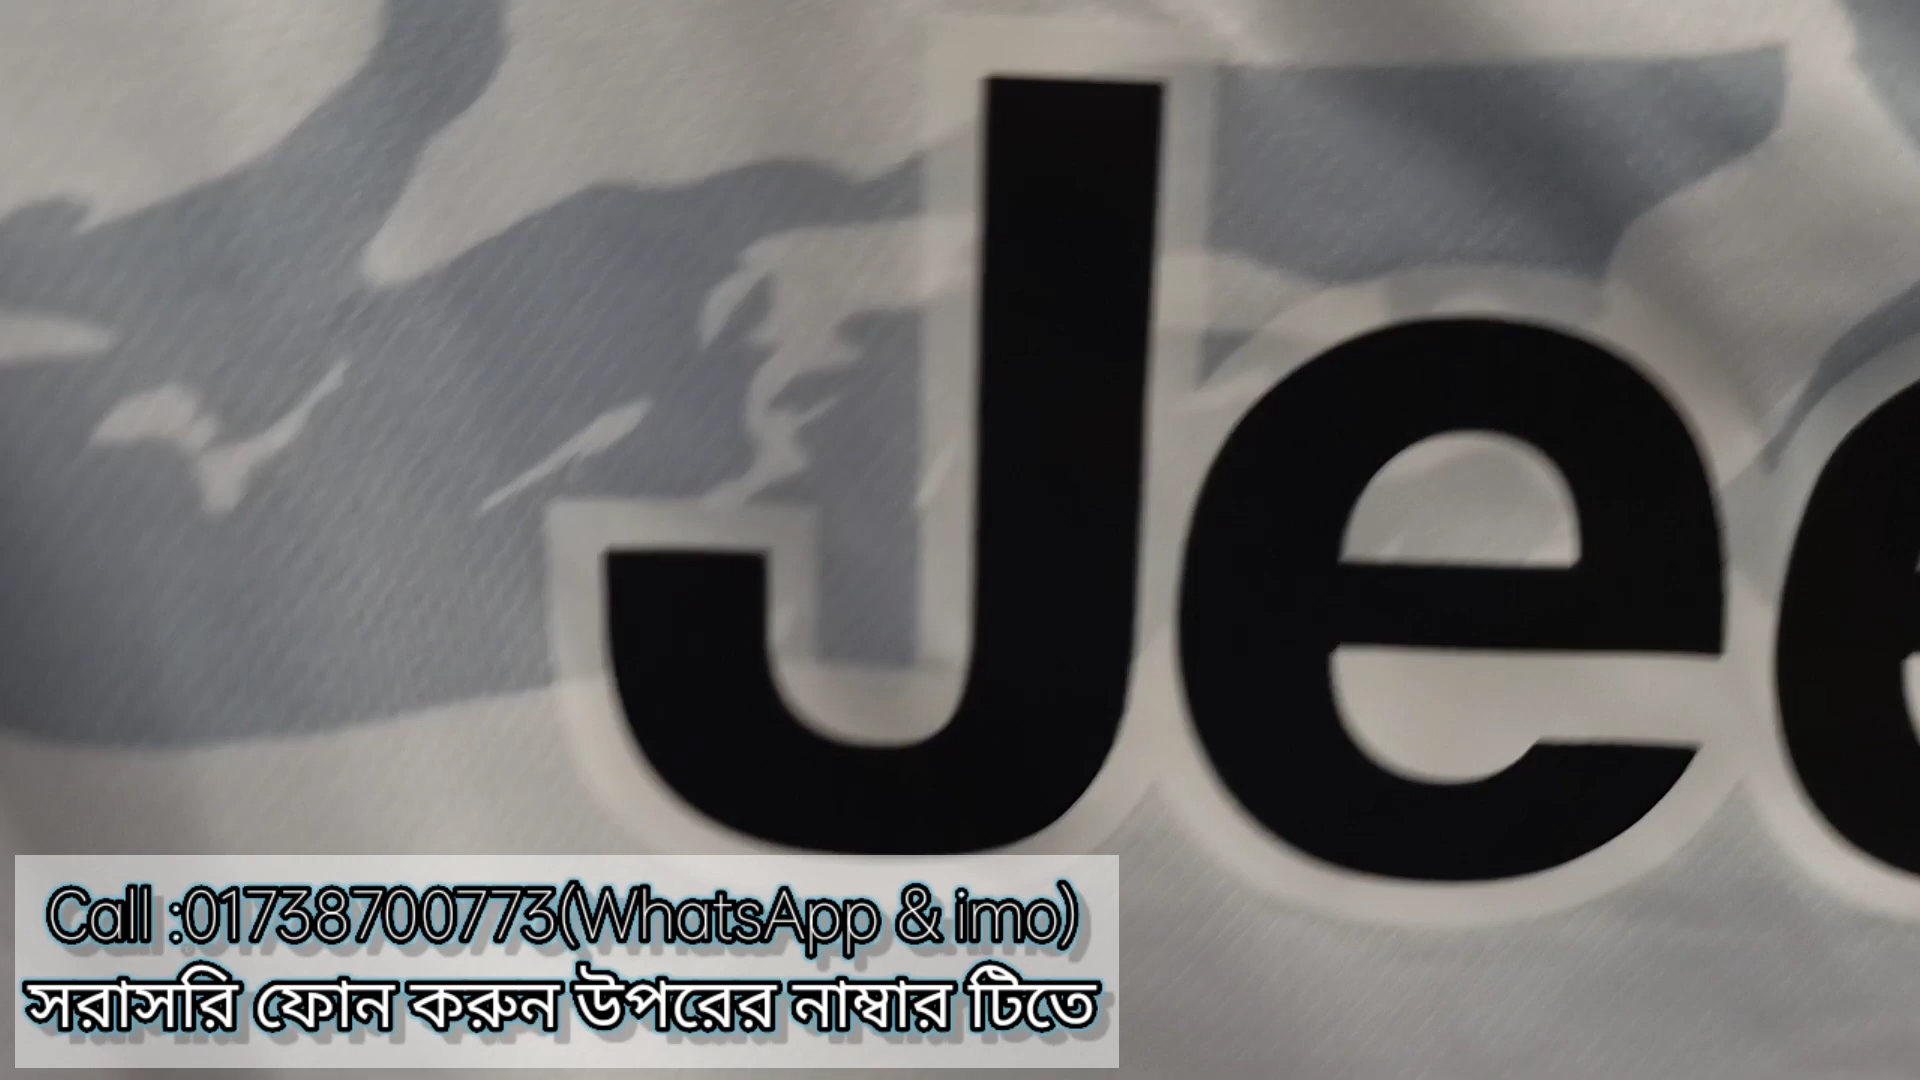 Jee
Call :01738700773(WhatsApp & imo)
সরাসরি ফোন করুন উপরের নাম্বার টিতে